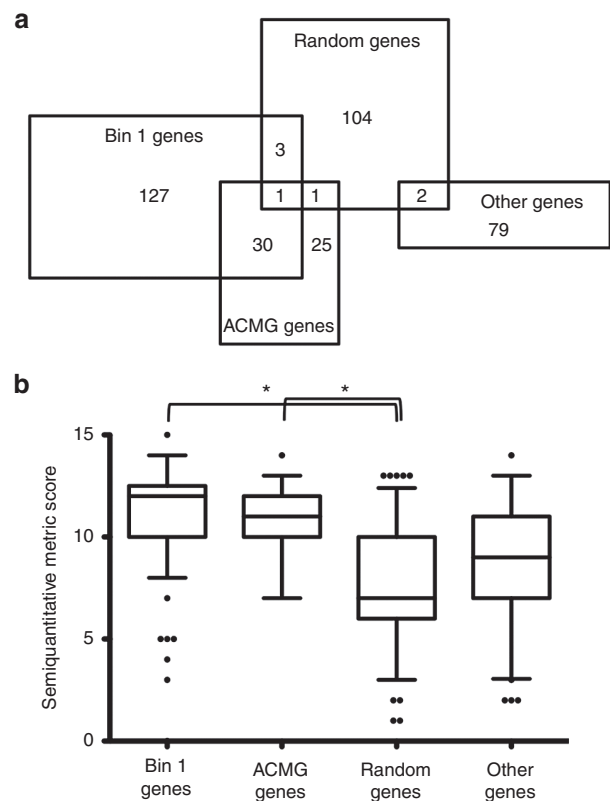 a
Random genes
104
Bin 1 genes
3
127
1 1 2
Other genes
79
30 25
ACMG genes
b
* *
15
10
5
0
Semiquantitative metric score
Bin 1 genes
ACMG genes
Random genes
Other genes